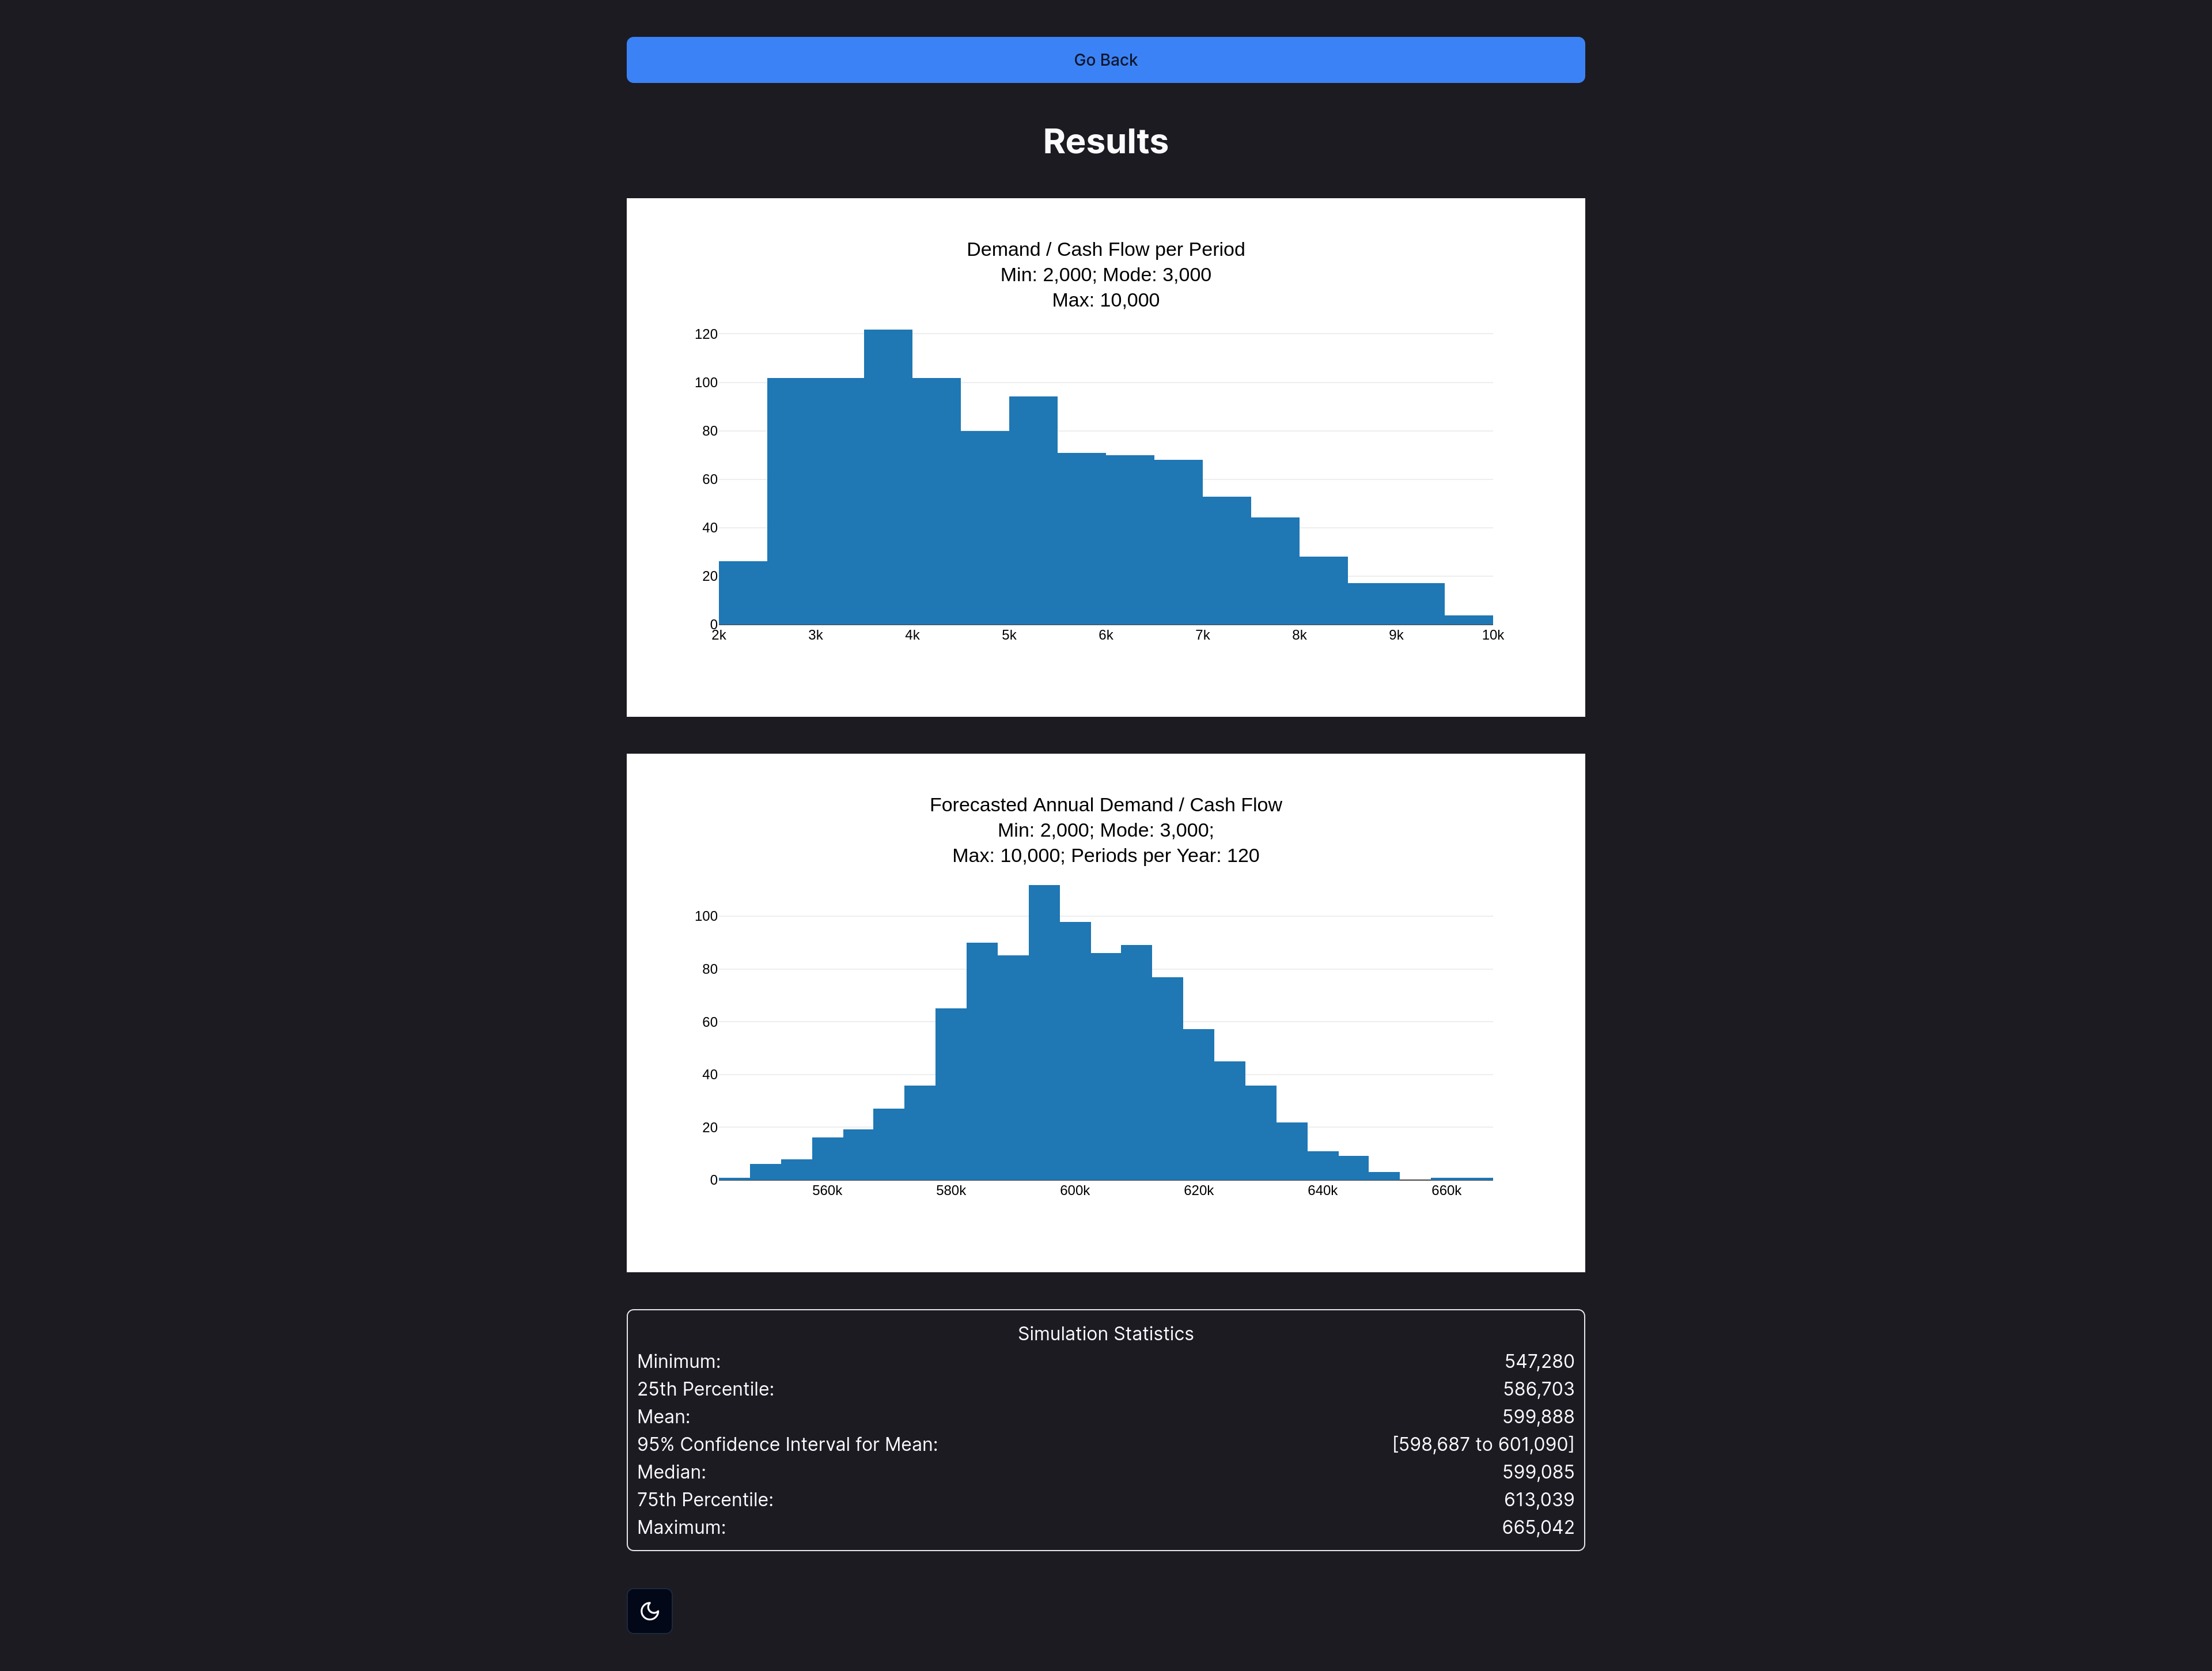 Go Back
Results
Demand / Cash Flow per Period
Min: 2,000; Mode: 3,000
Max: 10,000
120
100
80
60
40
20
0
2k 3k 4k 5k 6k 7k 8k 9k 10k
Forecasted Annual Demand / Cash Flow
Min: 2,000; Mode: 3,000;
Max: 10,000; Periods per Year: 120
100
80
60
40
20
0
560k 580k 600k 620k 640k 660k
Simulation Statistics
Minimum: 547,280
25th Percentile: 586,703
Mean: 599,888
95% Confidence Interval for Mean: [598,687 to 601,090]
Median: 599,085
75th Percentile: 613,039
Maximum: 665,042